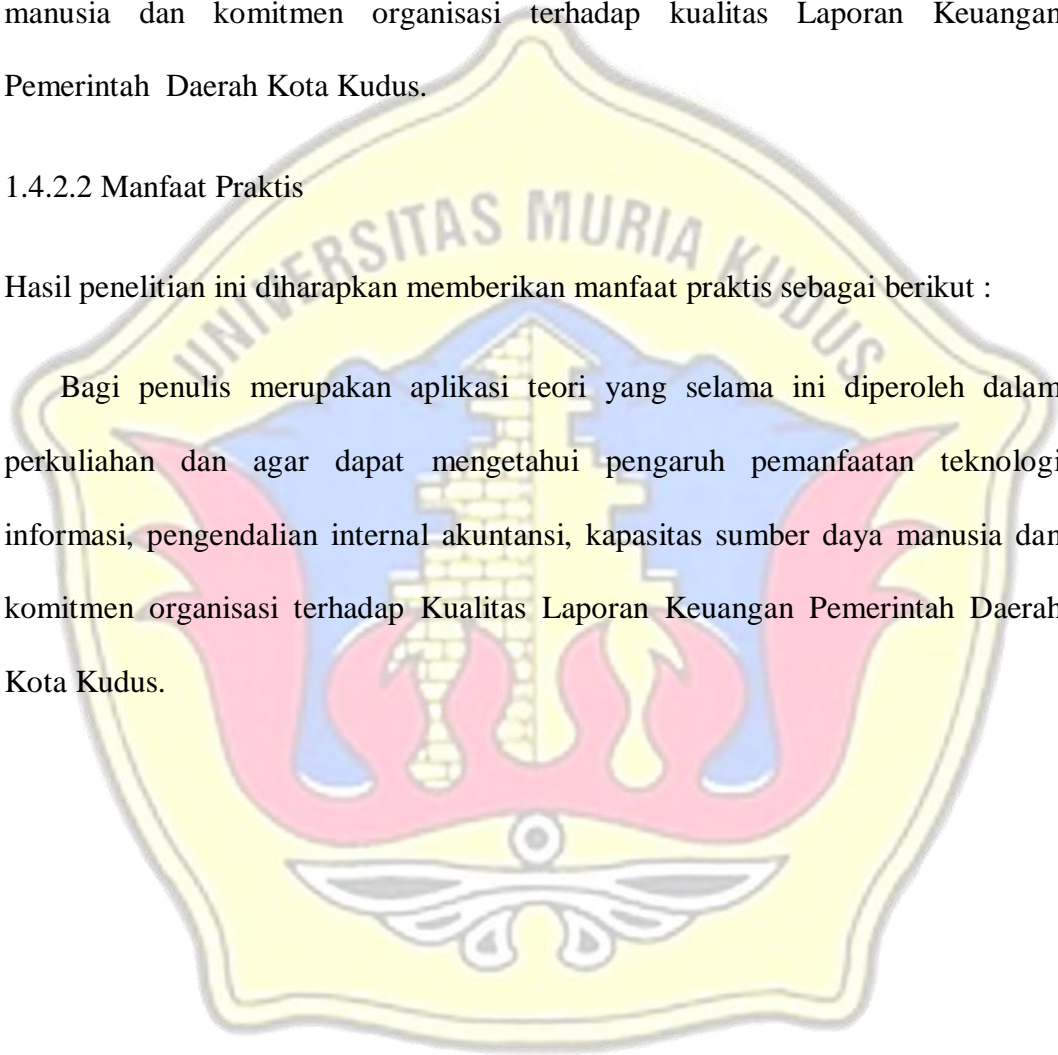 manusia dan komitmen organisasi terhadap kualitas Laporan Keuangan
Pemerintah Daerah Kota Kudus.
1.4.2.2 Manfaat Praktis
UNIVERSITAS MURIA KUDUS
Hasil penelitian ini diharapkan memberikan manfaat praktis sebagai berikut :
Bagi penulis merupakan aplikasi teori yang selama ini diperoleh dalam
perkuliahan dan agar dapat mengetahui pengaruh pemanfaatan teknologi
informasi, pengendalian internal akuntansi, kapasitas sumber daya manusia dan
komitmen organisasi terhadap Kualitas Laporan Keuangan Pemerintah Daerah
Kota Kudus.